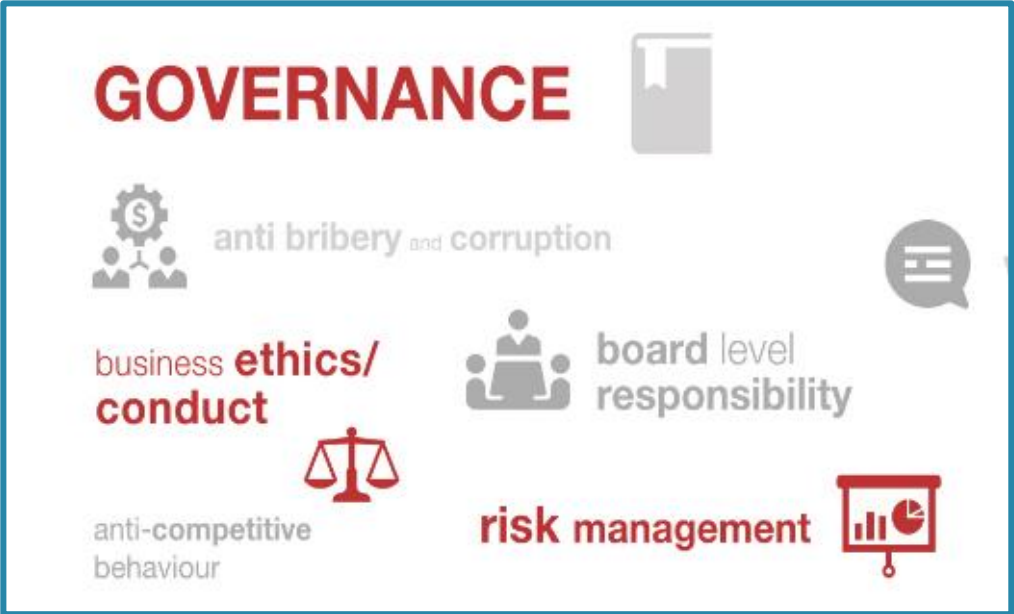 GOVERNANCE
anti bribery and corruption
business ethics/
conduct
board level
responsibility
anti-competitive
behaviour
risk management